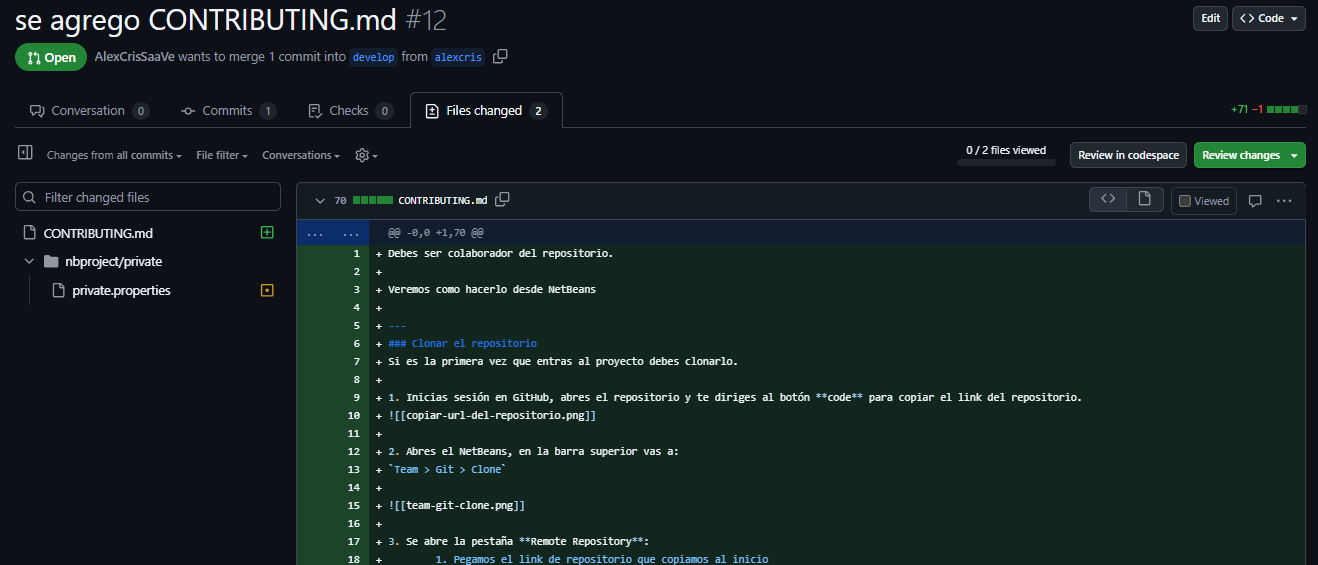 se agrego CONTRIBUTING.md #12
Edit
<> Code
Open
AlexCrisSaaVe wants to merge 1 commit into develop from alexcris
Conversation 0
Commits 1
Checks 0
Files changed 2
+71 −1
Changes from all commits
File filter
Conversations
0 / 2 files viewed
Review in codespace
Review changes
Filter changed files
CONTRIBUTING.md
nbproject/private
private.properties
70 CONTRIBUTING.md
<>
Viewed
... ... @@ -0,0 +1,70 @@
1 + Debes ser colaborador del repositorio.
2 +
3 + Veremos como hacerlo desde NetBeans
4 +
5 + ---
6 + ### Clonar el repositorio
7 + Si es la primera vez que entras al proyecto debes clonarlo.
8 +
9 + 1. Inicias sesión en GitHub, abres el repositorio y te diriges al botón **code** para copiar el link del repositorio.
10 + ![[copiar-url-del-repositorio.png]]
11 +
12 + 2. Abres el NetBeans, en la barra superior vas a:
13 + `Team > Git > Clone`
14 +
15 + ![[team-git-clone.png]]
16 +
17 + 3. Se abre la pestaña **Remote Repository**:
18 + 1. Pegamos el link de repositorio que copiamos al inicio